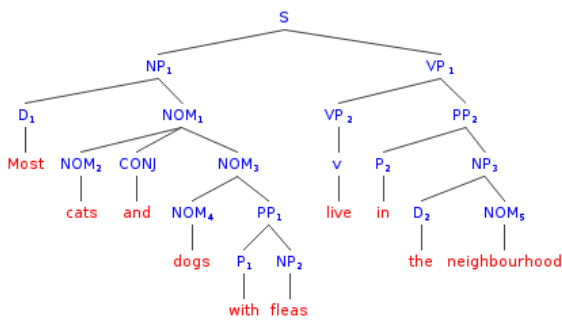 S
NP₁ VP₁
D₁ NOM₁ VP₂ PP₂
Most NOM₂ CONJ NOM₃ v P₂ NP₃
cats and NOM₄ PP₁ live in D₂ NOM₅
dogs P₁ NP₂ the neighbourhood
with fleas